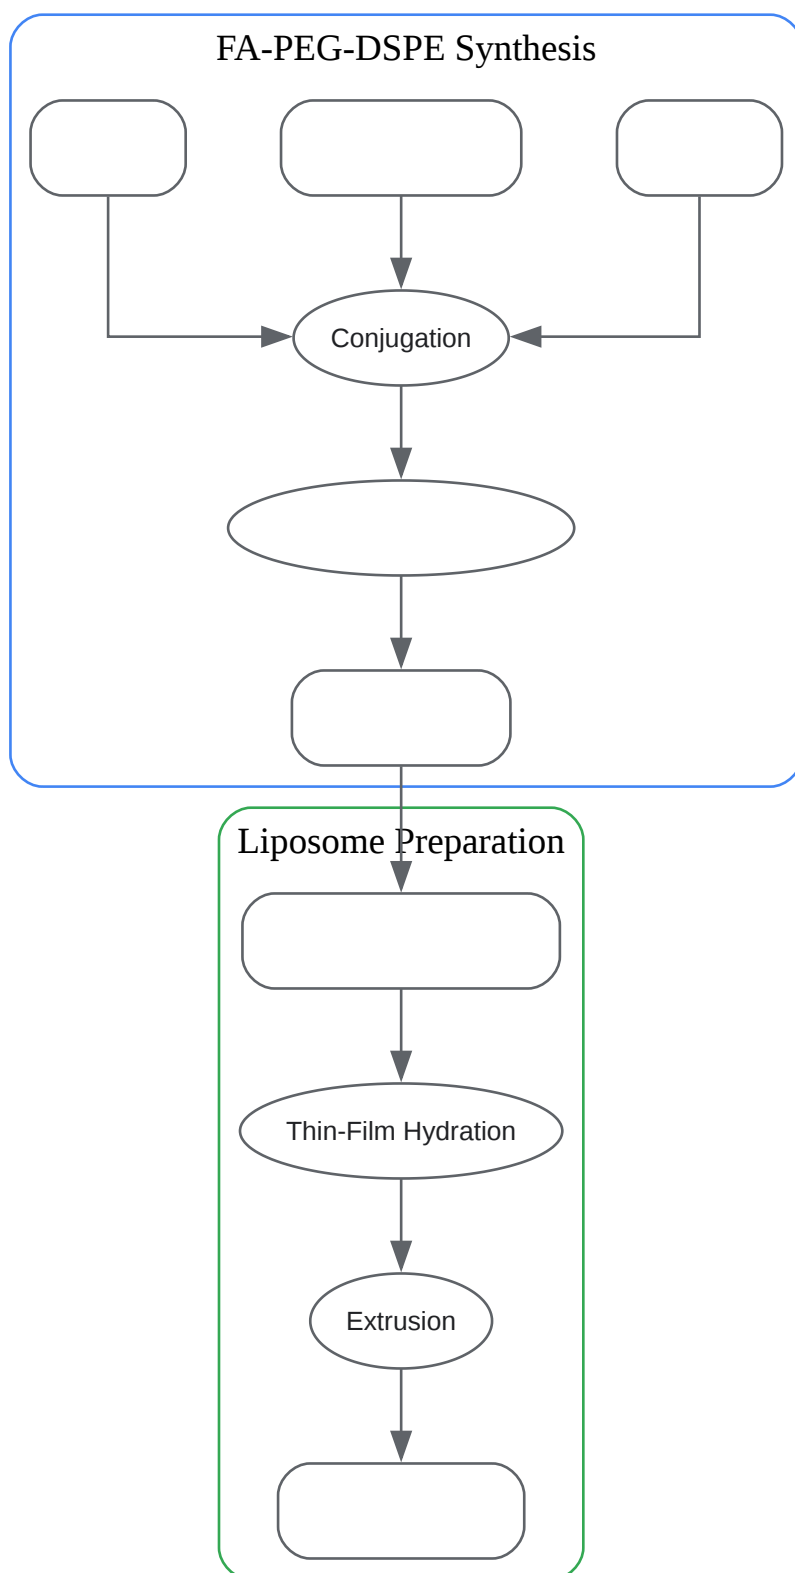 FA-PEG-DSPE Synthesis
Conjugation
Liposome Preparation
Thin-Film Hydration
Extrusion